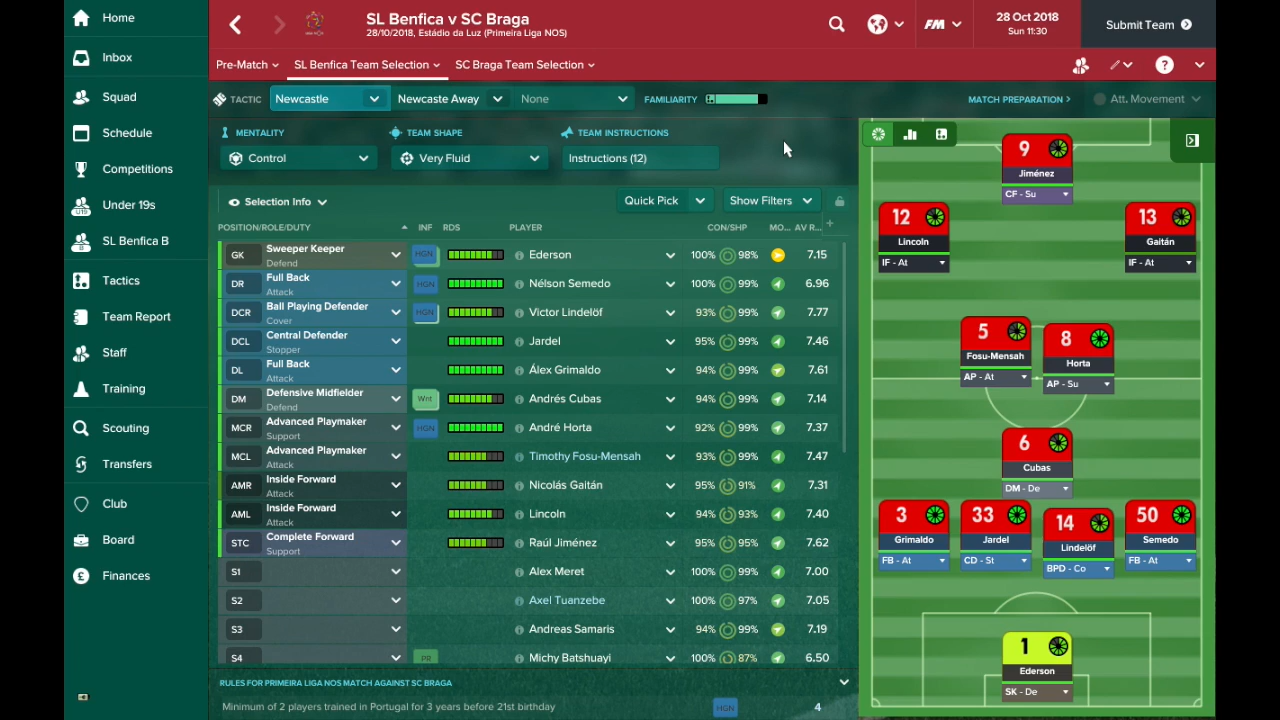 Home
Inbox
Squad
Schedule
Competitions
U19
Under 19s
B
SL Benfica B
Tactics
Team Report
Staff
Training
Scouting
Transfers
Club
Board
Finances
SL Benfica v SC Braga
28/10/2018, Estádio da Luz (Primeira Liga NOS)
FM
28 Oct 2018
Sun 11:30
Submit Team
Pre-Match
SL Benfica Team Selection
SC Braga Team Selection
?
TACTIC
Newcastle
Newcaste Away
None
FAMILIARITY
MATCH PREPARATION >
Att. Movement
MENTALITY
TEAM SHAPE
TEAM INSTRUCTIONS
Control
Very Fluid
Instructions (12)
Selection Info
Quick Pick
Show Filters
POSITION/ROLE/DUTY INF RDS PLAYER CON/SHP MO... AV R... +
GK Sweeper Keeper Defend HGN Ederson 100% 98% 7.15
DR Full Back Attack HGN Nélson Semedo 100% 99% 6.96
DCR Ball Playing Defender Cover HGN Victor Lindelöf 93% 99% 7.77
DCL Central Defender Stopper Jardel 95% 99% 7.46
DL Full Back Attack Álex Grimaldo 94% 99% 7.61
DM Defensive Midfielder Defend Wnt Andrés Cubas 94% 99% 7.14
MCR Advanced Playmaker Support HGN André Horta 92% 99% 7.37
MCL Advanced Playmaker Attack Timothy Fosu-Mensah 93% 99% 7.47
AMR Inside Forward Attack Nicolás Gaitán 95% 91% 7.31
AML Inside Forward Attack Lincoln 94% 93% 7.40
STC Complete Forward Support Raúl Jiménez 95% 95% 7.62
S1 Alex Meret 100% 99% 7.00
S2 Axel Tuanzebe 100% 97% 7.05
S3 Andreas Samaris 94% 99% 7.19
S4 PR Michy Batshuayi 100% 87% 6.50
RULES FOR PRIMEIRA LIGA NOS MATCH AGAINST SC BRAGA
Minimum of 2 players trained in Portugal for 3 years before 21st birthday HGN 4
9
Jiménez
CF - Su
12
Lincoln
IF - At
13
Gaitán
IF - At
5
Fosu-Mensah
AP - At
8
Horta
AP - Su
6
Cubas
DM - De
3
Grimaldo
FB - At
33
Jardel
CD - St
14
Lindelöf
BPD - Co
50
Semedo
FB - At
1
Ederson
SK - De